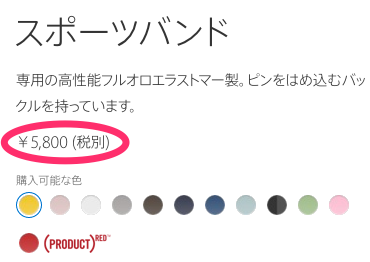 スポーツバンド
専用の高性能フルオロエラストマー製。ピンをはめ込むバッ
クルを持っています。
￥5,800 (税別)
購入可能な色
(PRODUCT)RED™